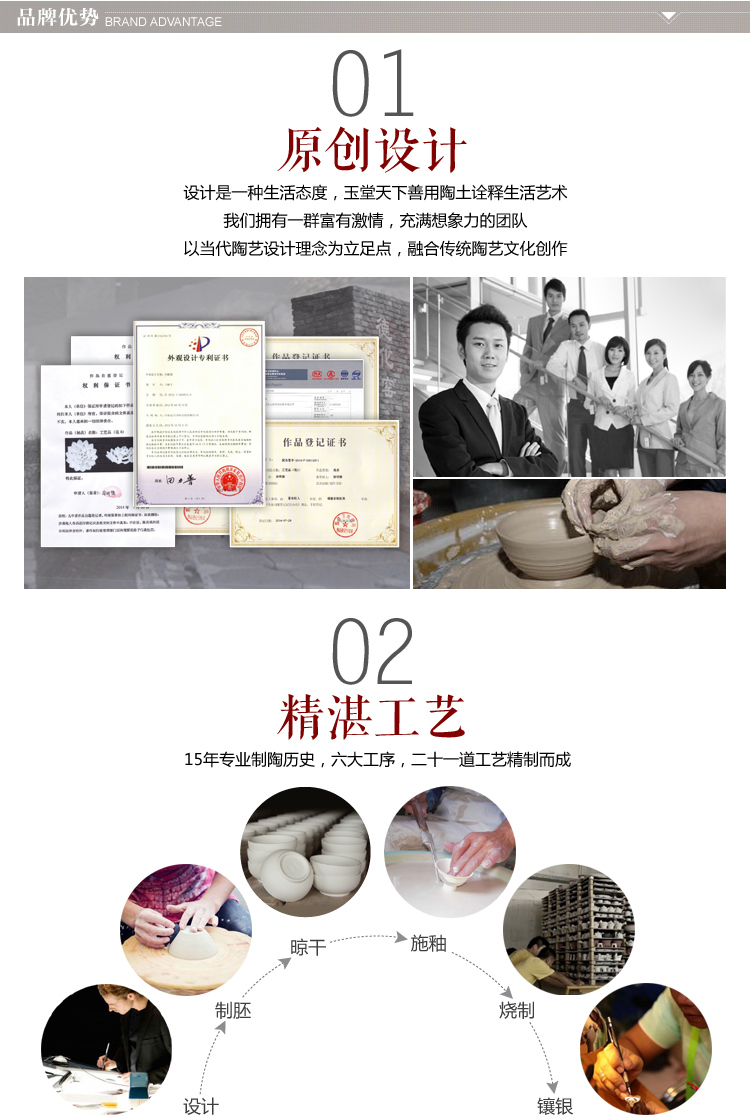 品牌优势 BRAND ADVANTAGE
01
原创设计
设计是一种生活态度，玉堂天下善用陶土诠释生活艺术
我们拥有一群富有激情，充满想象力的团队
以当代陶艺设计理念为立足点，融合传统陶艺文化创作
外观设计专利证书
作品登记证书
权利保证书
作品登记证书
02
精湛工艺
15年专业制陶历史，六大工序，二十一道工艺精制而成
设计
制胚
晾干
施釉
烧制
镶银